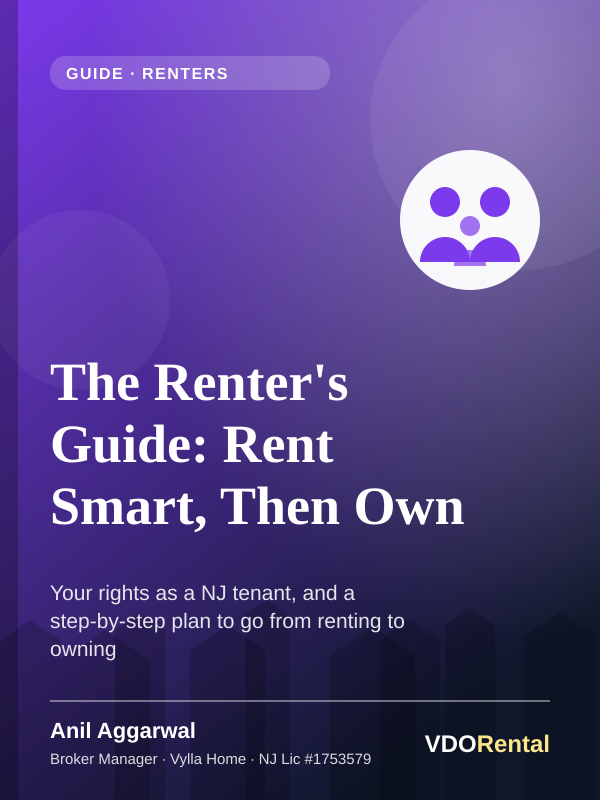 GUIDE · RENTERS
The Renter's
Guide: Rent
Smart, Then Own
Your rights as a NJ tenant, and a
step-by-step plan to go from renting to
owning
Anil Aggarwal
Broker Manager · Vylla Home · NJ Lic #1753579
VDORental